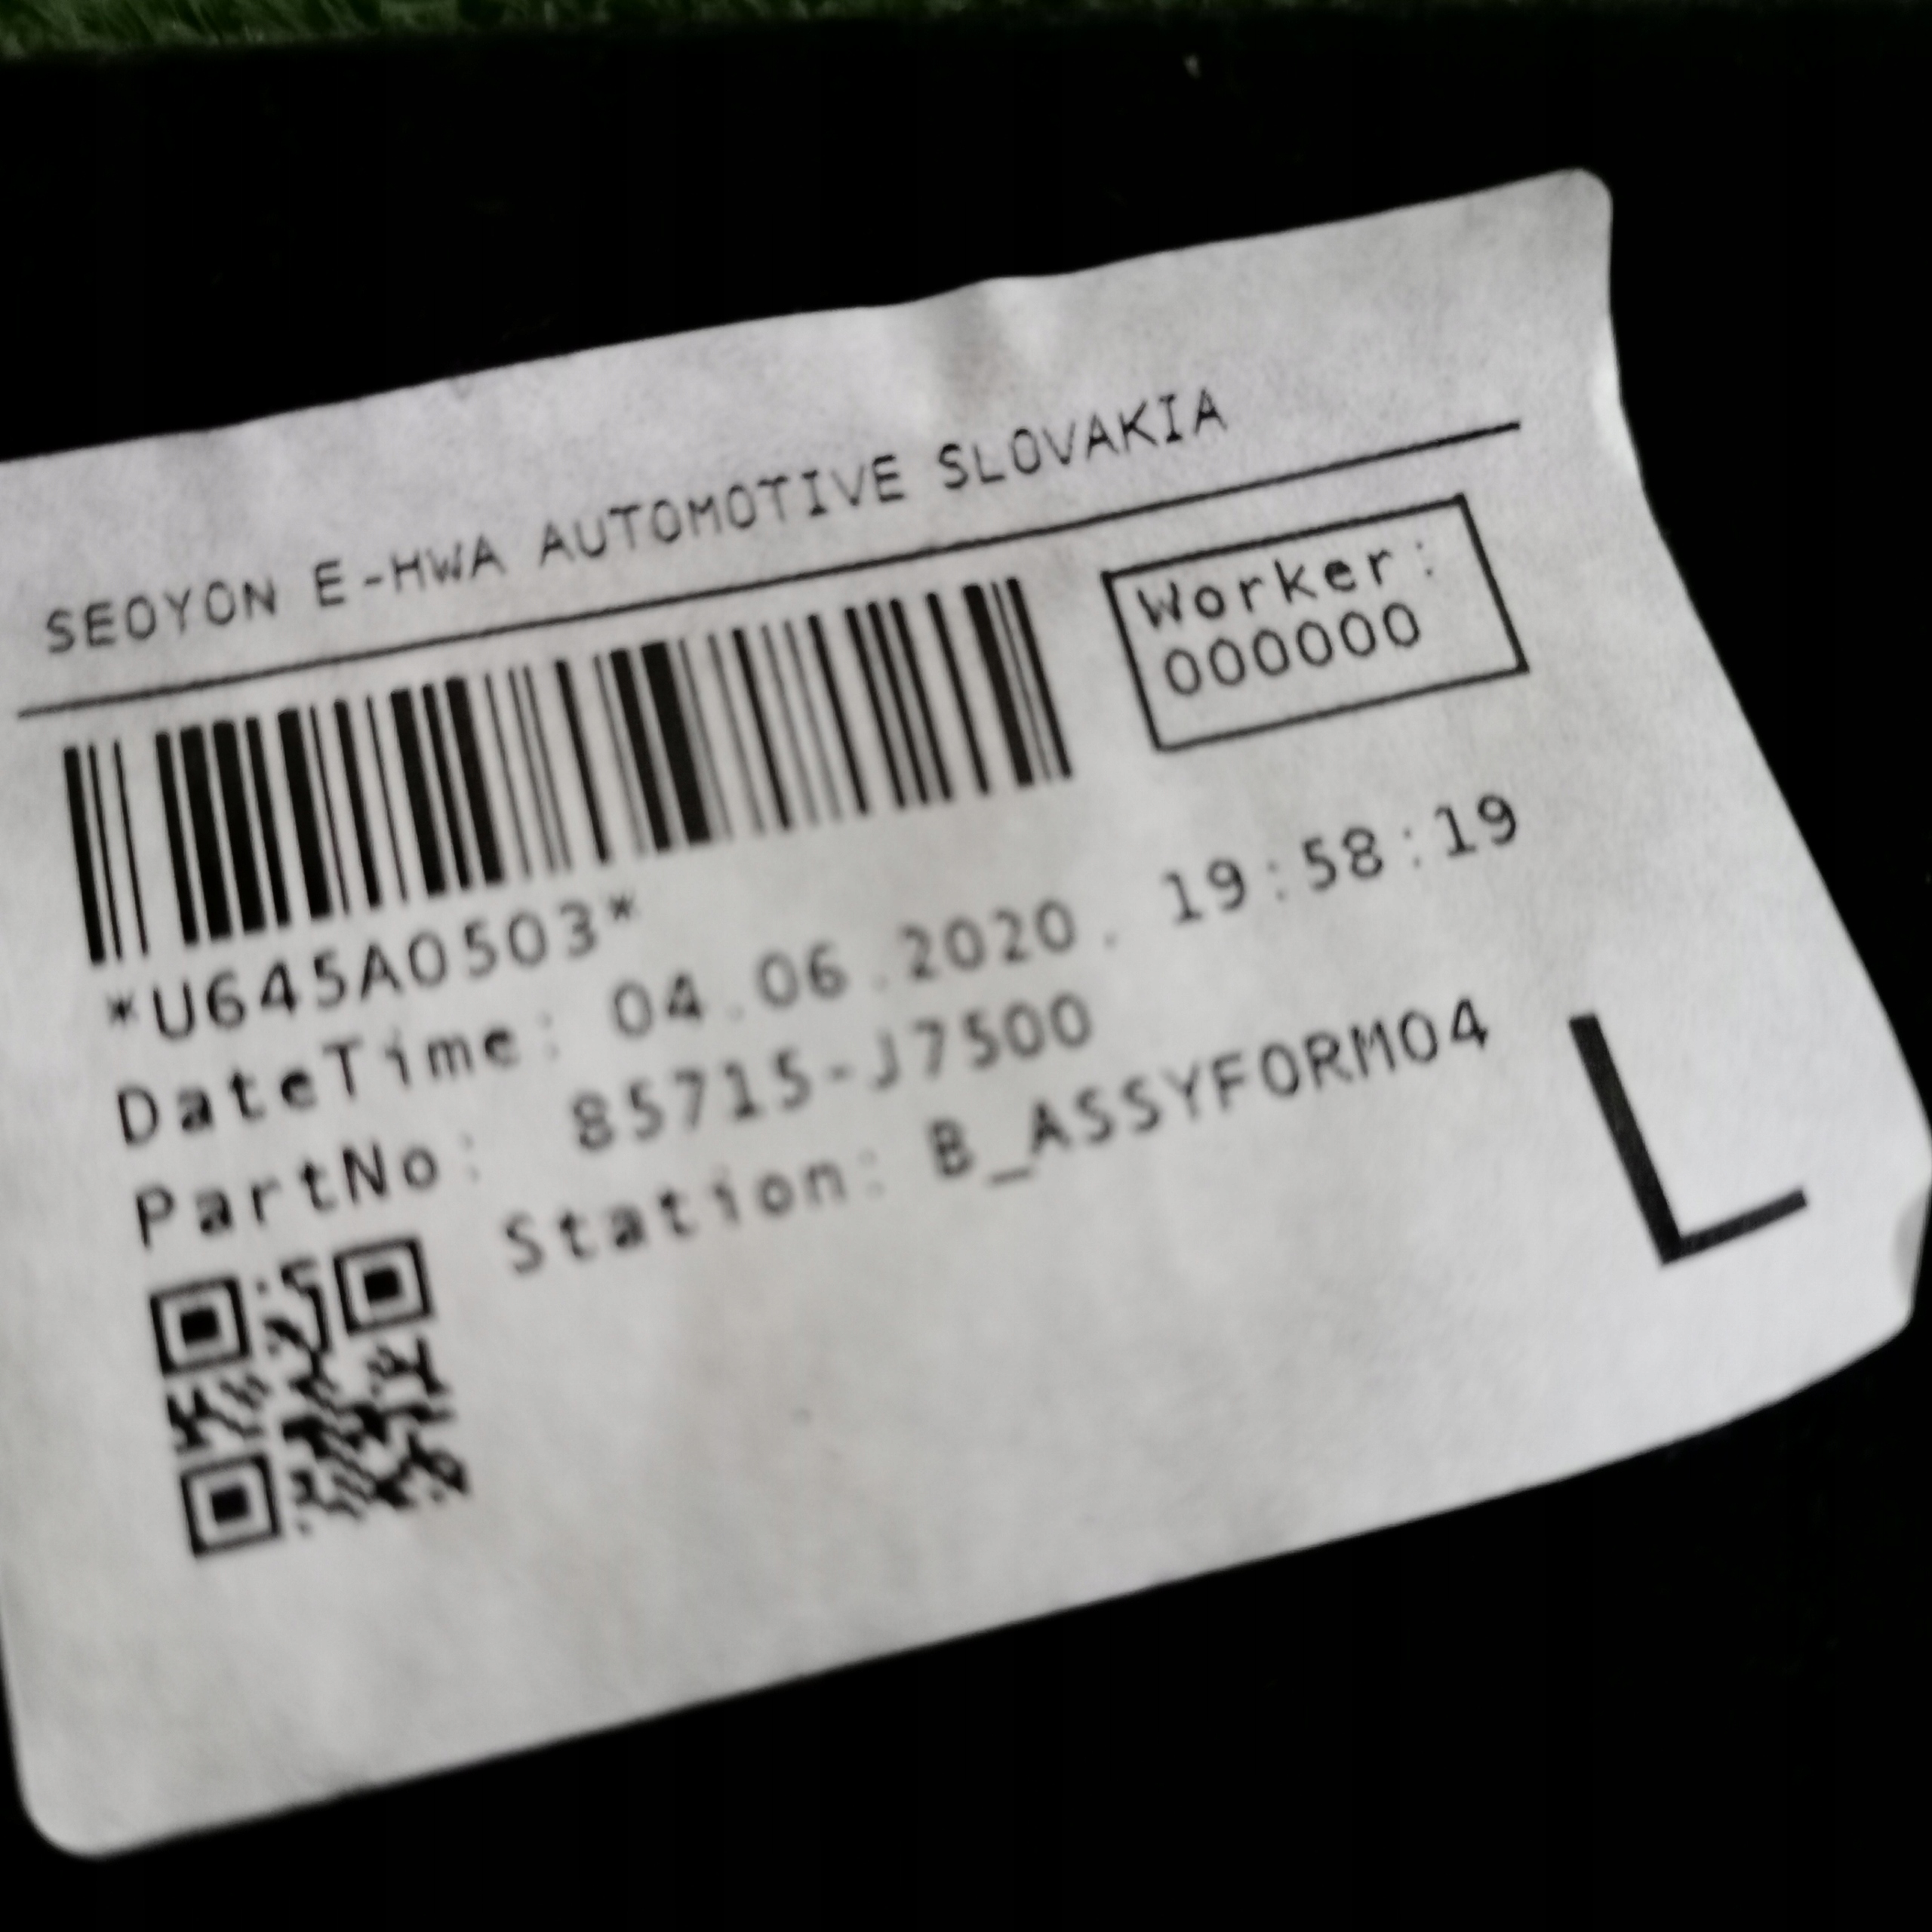 SEOYON E-HWA AUTOMOTIVE SLOVAKIA
Worker:
000000
*U645A0503*
DateTime: 04.06.2020. 19:58:19
PartNo: 85715-J7500
Station: B_ASSYFORM04
L